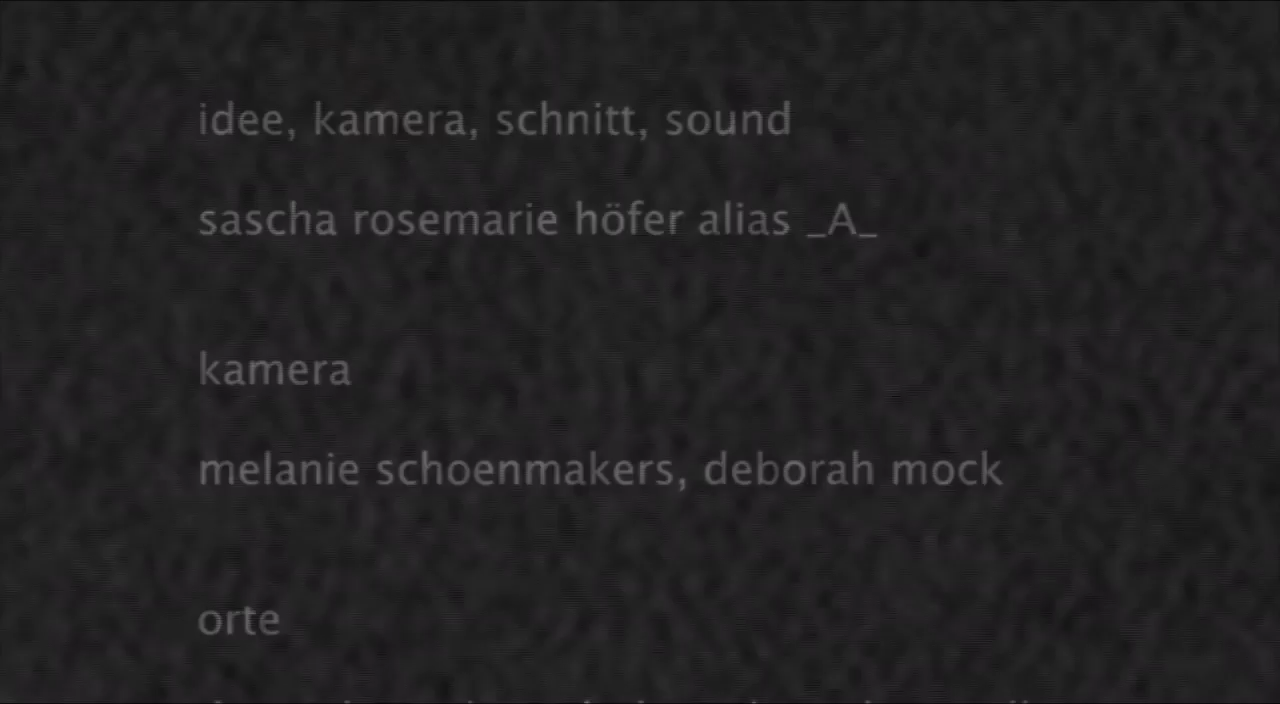 idee, kamera, schnitt, sound
sascha rosemarie höfer alias _A_
kamera
melanie schoenmakers, deborah mock
orte